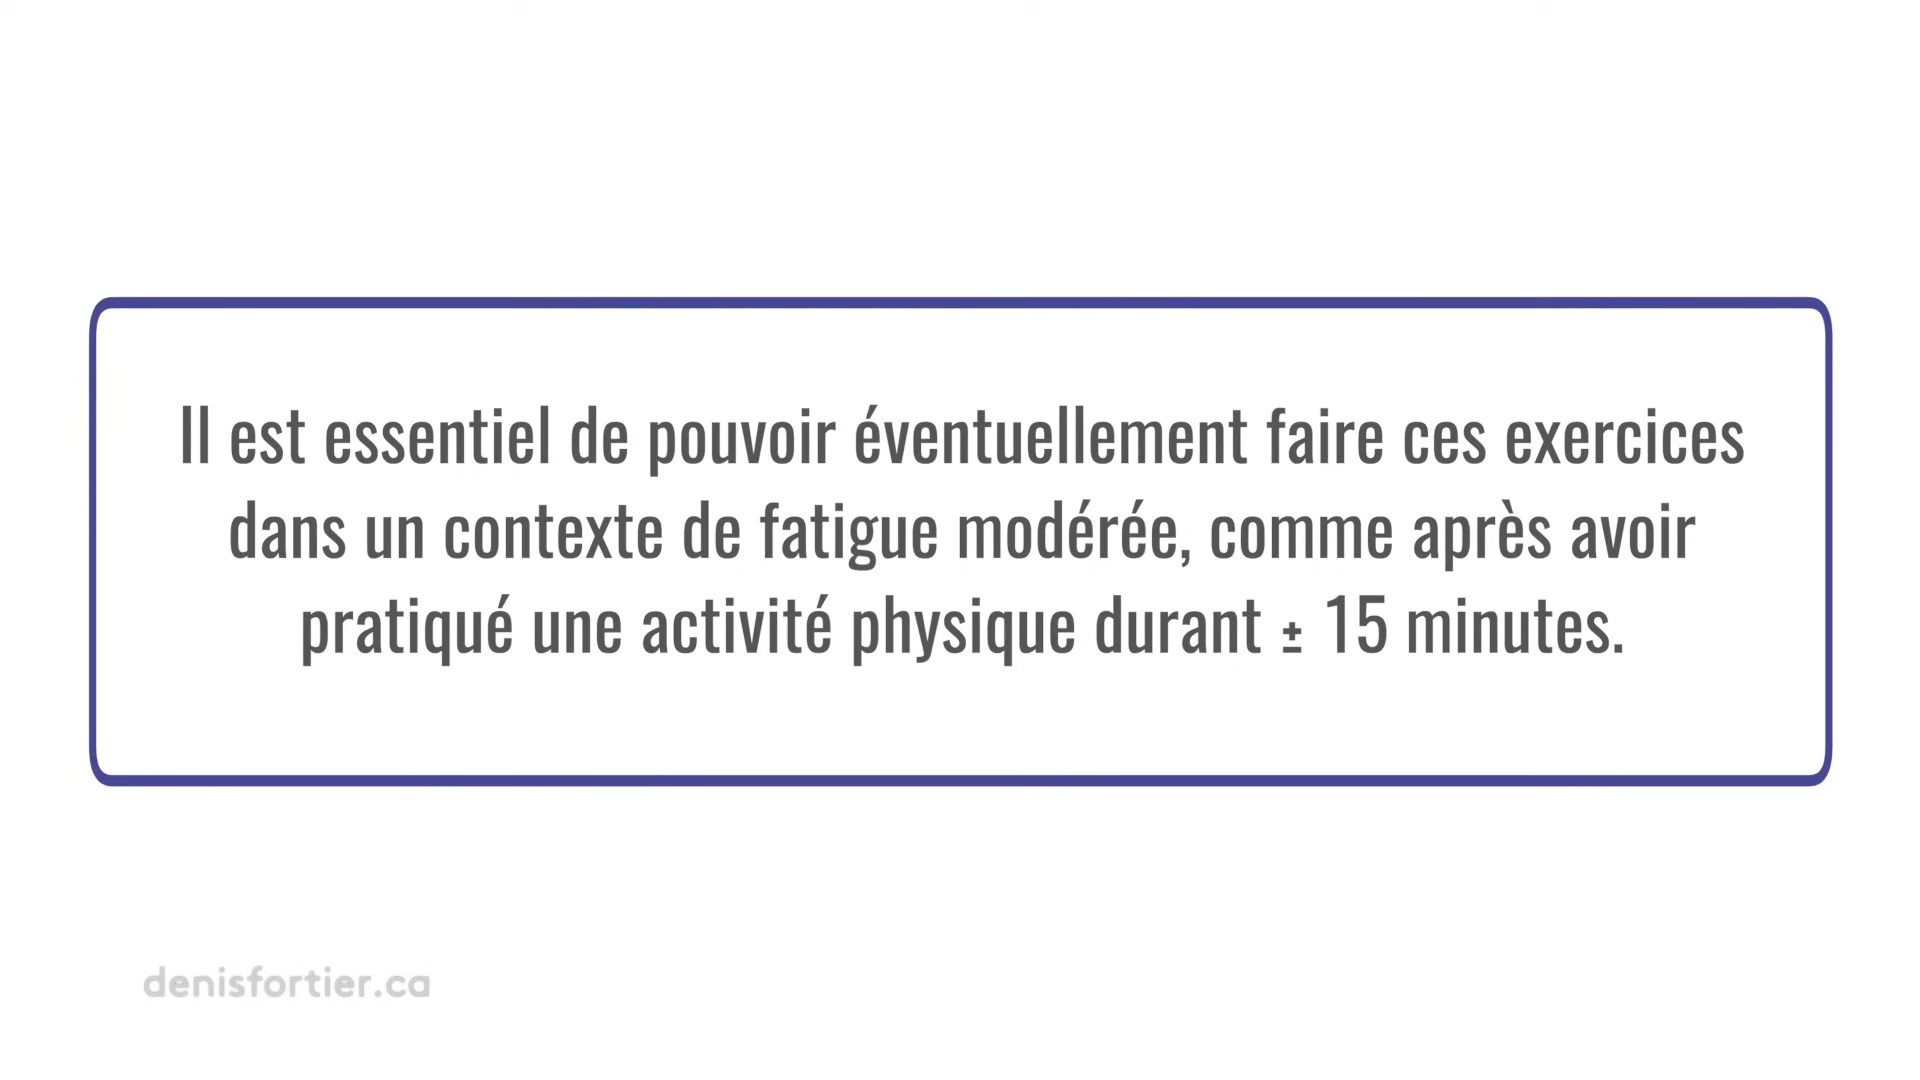 Il est essentiel de pouvoir éventuellement faire ces exercices
dans un contexte de fatigue modérée, comme après avoir
pratiqué une activité physique durant ± 15 minutes.
denisfortier.ca